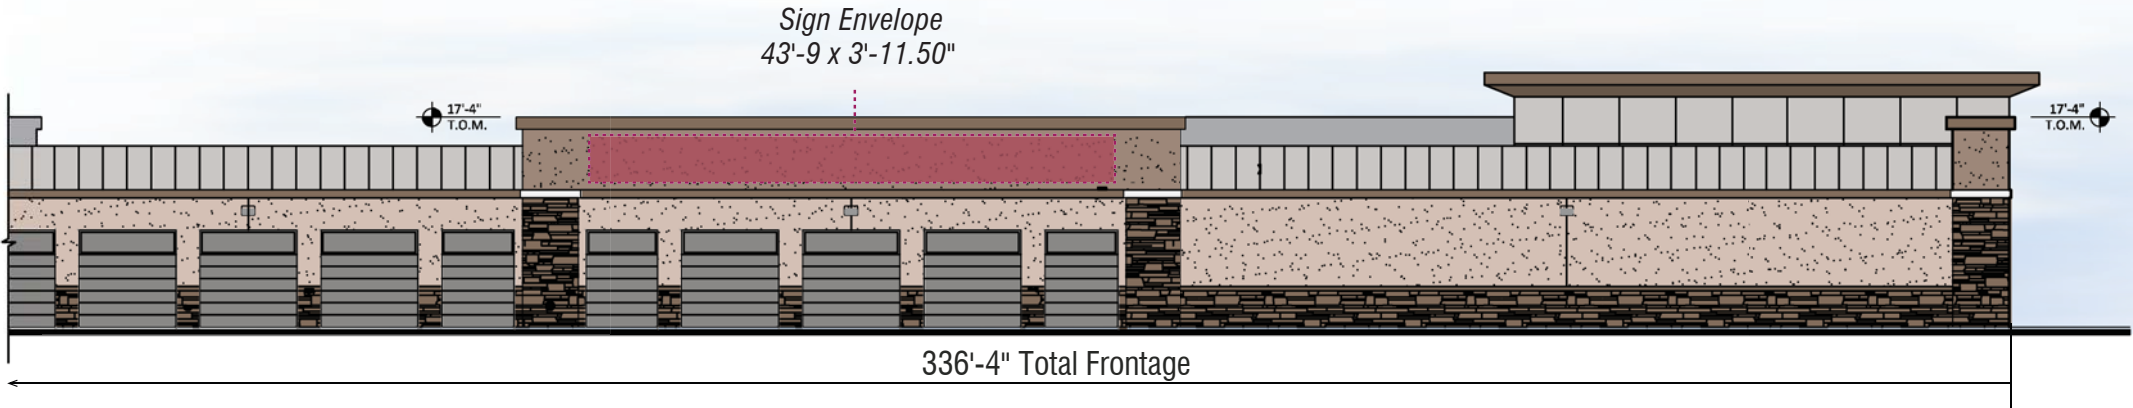 Sign Envelope
43'-9 x 3'-11.50"
17'-4"
T.O.M.
17'-4"
T.O.M.
336'-4" Total Frontage